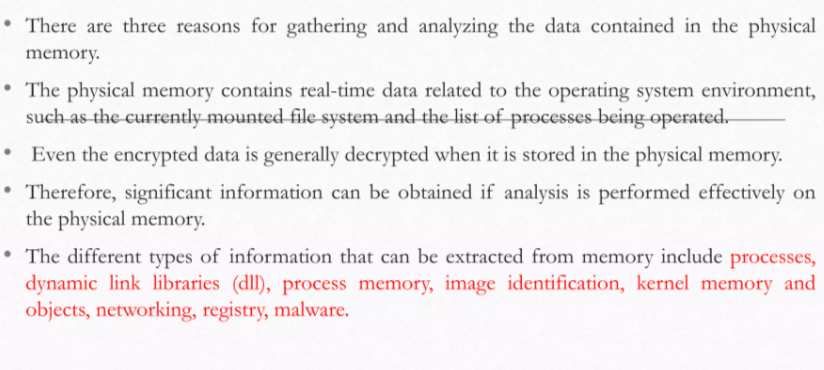 • There are three reasons for gathering and analyzing the data contained in the physical
memory.
• The physical memory contains real-time data related to the operating system environment,
such as the currently mounted file system and the list of processes being operated.
• Even the encrypted data is generally decrypted when it is stored in the physical memory.
• Therefore, significant information can be obtained if analysis is performed effectively on
the physical memory.
• The different types of information that can be extracted from memory include processes,
dynamic link libraries (dll), process memory, image identification, kernel memory and
objects, networking, registry, malware.